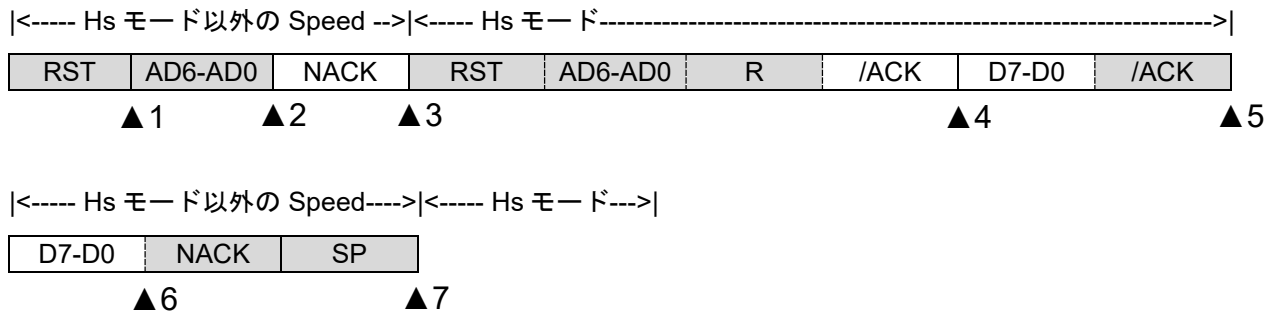 |<----- Hs モード以外の Speed -->|<----- Hs モード----------------------------------------------------------------------->|
RST AD6-AD0 NACK RST AD6-AD0 R /ACK D7-D0 /ACK
▲1 ▲2 ▲3 ▲4 ▲5
|<----- Hs モード以外の Speed---->|<----- Hs モード--->|
D7-D0 NACK SP
▲6 ▲7